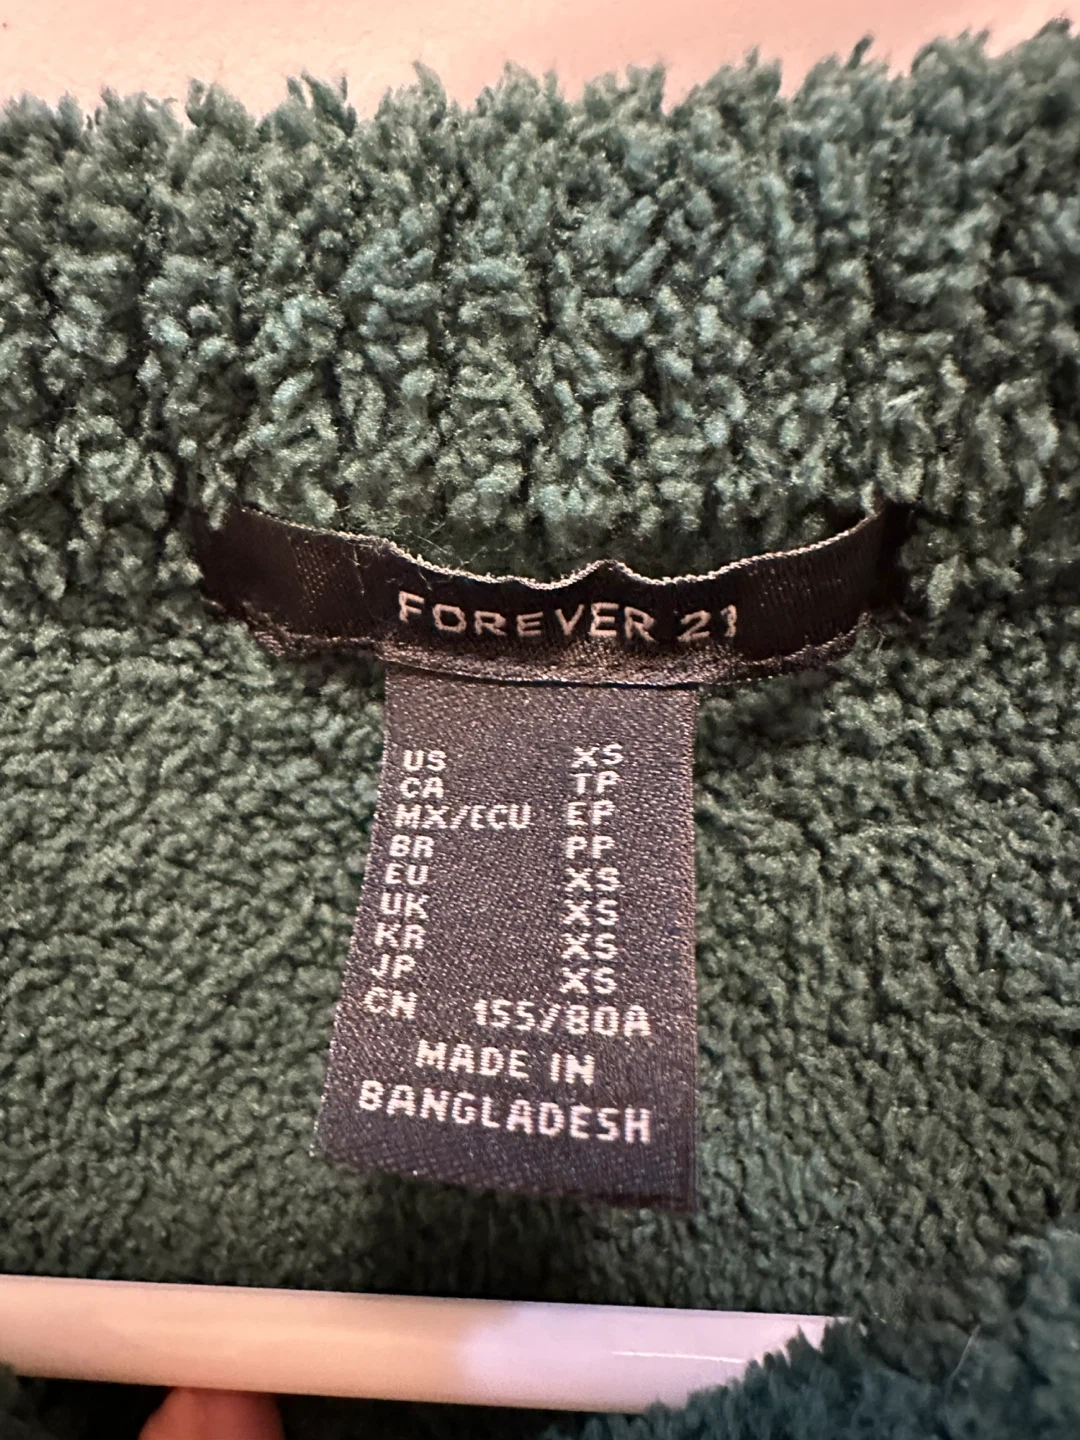 FOREVER 21
US XS
CA TP
MX/ECU EP
BR PP
EU XS
UK XS
KR XS
JP XS
CN 155/80A
MADE IN
BANGLADESH